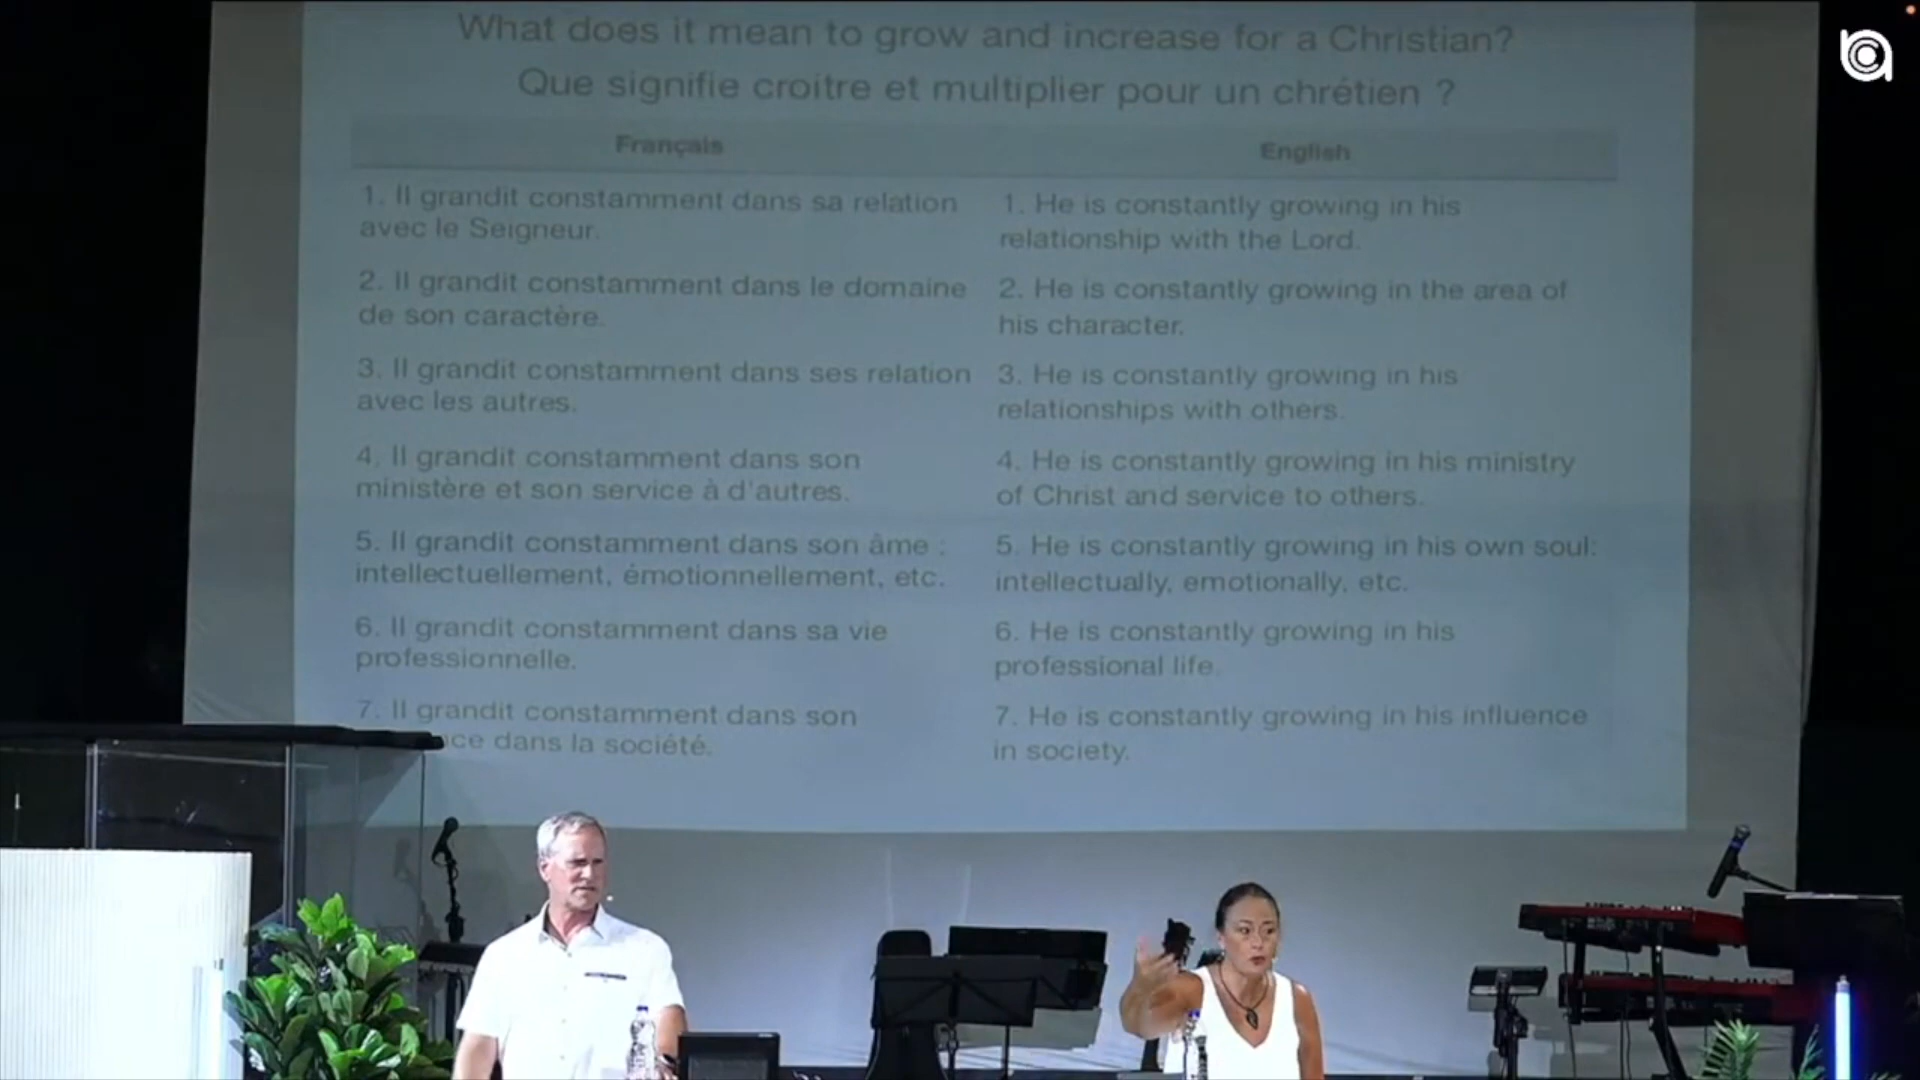 What does it mean to grow and increase for a Christian?
Que signifie croitre et multiplier pour un chrétien ?
Français
1. Il grandit constamment dans sa relation
avec le Seigneur.
2. Il grandit constamment dans le domaine
de son caractère.
3. Il grandit constamment dans ses relation
avec les autres.
4. Il grandit constamment dans son
ministère et son service à d'autres.
5. Il grandit constamment dans son âme :
intellectuellement, émotionnellement, etc.
6. Il grandit constamment dans sa vie
professionnelle.
7. Il grandit constamment dans son
dans la société.
English
1. He is constantly growing in his
relationship with the Lord.
2. He is constantly growing in the area of
his character.
3. He is constantly growing in his
relationships with others.
4. He is constantly growing in his ministry
of Christ and service to others.
5. He is constantly growing in his own soul:
intellectually, emotionally, etc.
6. He is constantly growing in his
professional life.
7. He is constantly growing in his influence
in society.